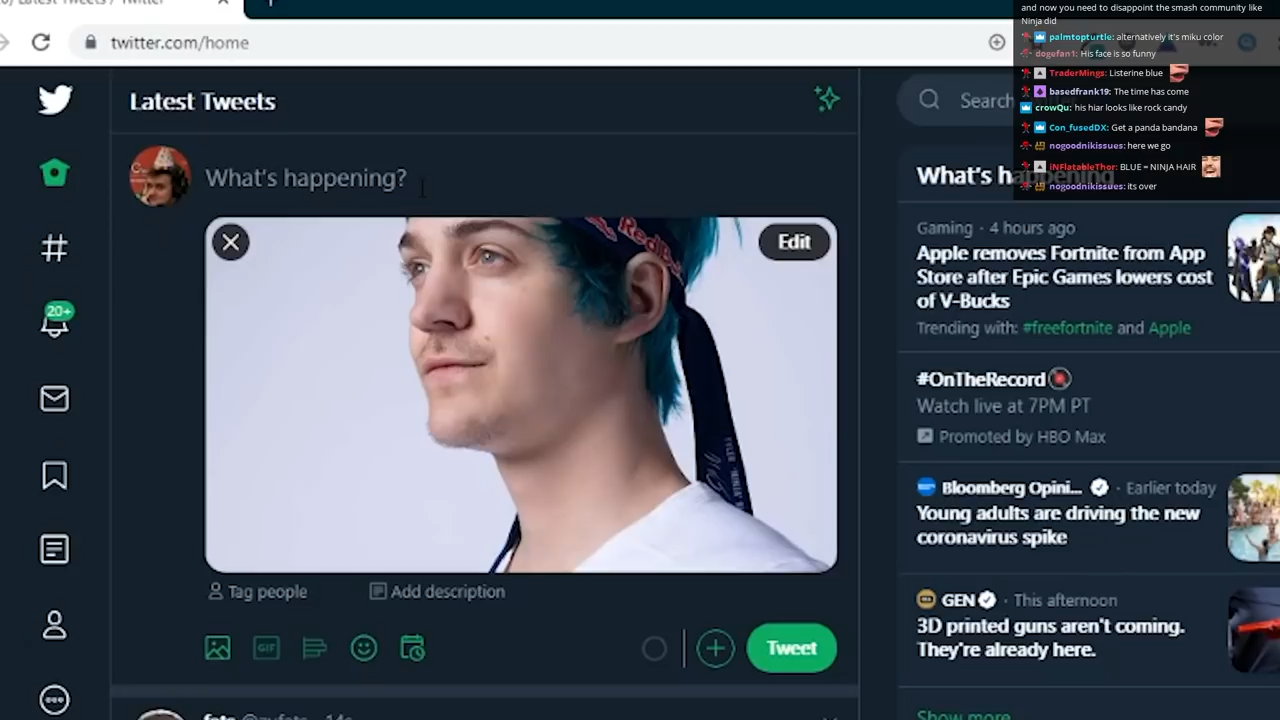 Latest Tweets / Twitter
twitter.com/home
and now you need to disappoint the smash community like
Ninja did
palmtopturtle: alternatively it's miku color
dogefan1: His face is so funny
TraderMings: Listerine blue
basedfrank19: The time has come
crowQu: his hiar looks like rock candy
Con_fusedDX: Get a panda bandana
nogoodnikissues: here we go
iNFlatableThor: BLUE = NINJA HAIR
nogoodnikissues: its over
Latest Tweets
Search
What's happening?
20+
Edit
RedBull
Tag people
Add description
GIF
Tweet
What's happening
Gaming · 4 hours ago
Apple removes Fortnite from App
Store after Epic Games lowers cost
of V-Bucks
Trending with: #freefortnite and Apple
#OnTheRecord
Watch live at 7PM PT
Promoted by HBO Max
Bloomberg Opini... · Earlier today
Young adults are driving the new
coronavirus spike
GEN · This afternoon
3D printed guns aren't coming.
They're already here.
Show more